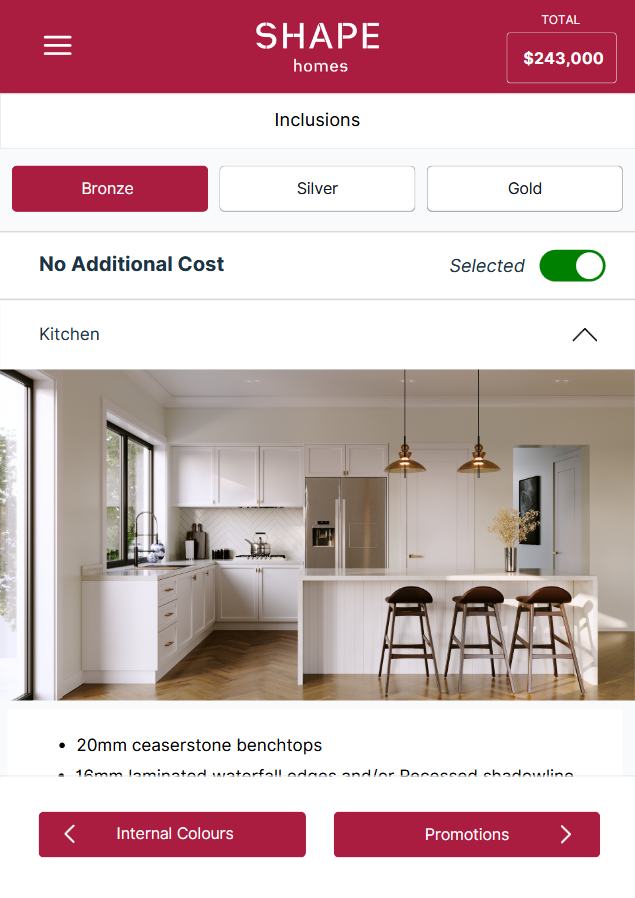 SHAPE
homes
TOTAL
$243,000
Inclusions
Bronze
Silver
Gold
No Additional Cost
Selected
Kitchen
• 20mm ceaserstone benchtops
• 16mm laminated waterfall edges and/or Recessed shadowline
Internal Colours
Promotions